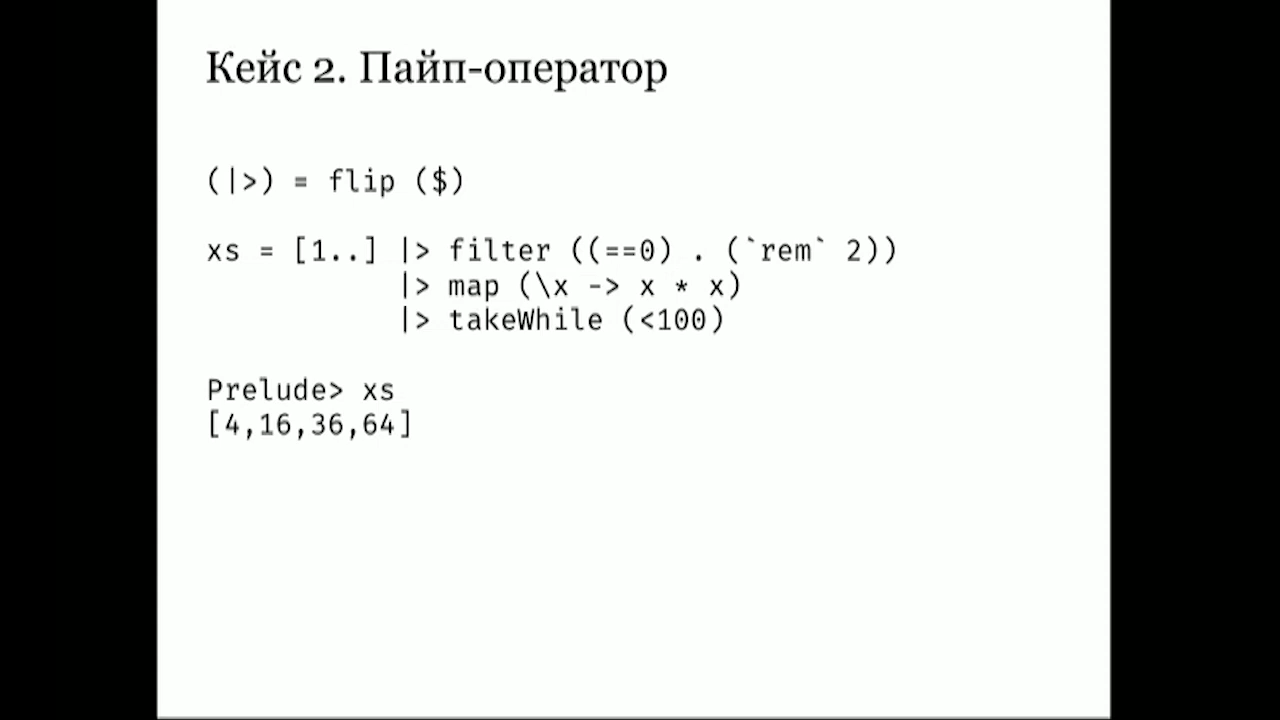 Кейс 2. Пайп-оператор
(|>) = flip ($)
xs = [1..] |> filter ((==0) . (`rem` 2))
|> map (\x -> x * x)
|> takeWhile (<100)
Prelude> xs
[4,16,36,64]